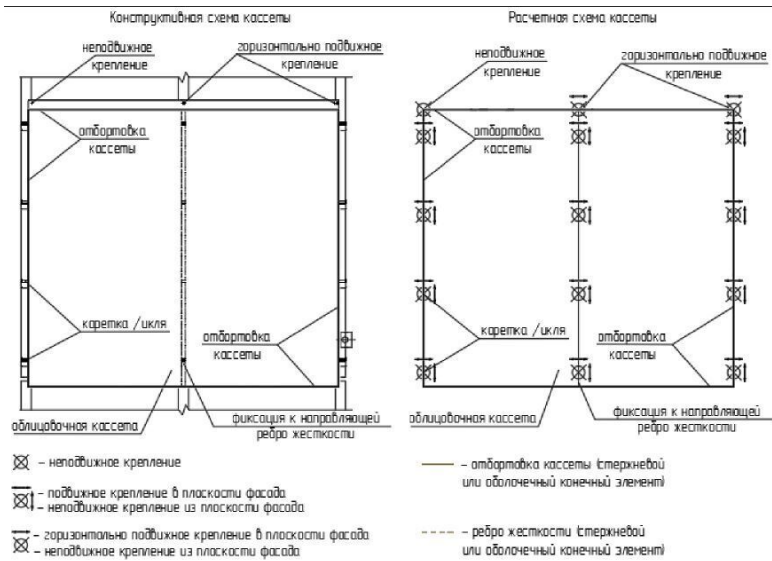 Конструктивная схема кассеты
неподвижное
крепление
горизонтально подвижное
крепление
отбортовка
кассеты
каретка /икля
отбортовка
кассеты
облицовочная кассета
фиксация к направляющей
ребро жесткости
Расчетная схема кассеты
неподвижное
крепление
горизонтально подвижное
крепление
отбортовка
кассеты
каретка /икля
отбортовка
кассеты
облицовочная кассета
фиксация к направляющей
ребро жесткости
– неподвижное крепление
– подвижное крепление в плоскости фасада
– неподвижное крепление из плоскости фасада
– горизонтально подвижное крепление в плоскости фасада
– неподвижное крепление из плоскости фасада
– отбортовка кассеты (стержневой
или оболочечный конечный элемент)
– ребро жесткости (стержневой
или оболочечный конечный элемент)